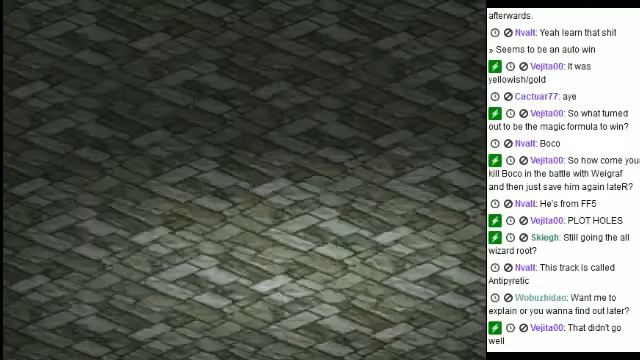 afterwards.
Nvalt: Yeah learn that shit
» Seems to be an auto win
Vejita00: It was
yellowish/gold
Cactuar77: aye
Vejita00: So what turned
out to be the magic formula to win?
Nvalt: Boco
Vejita00: So how come you
kill Boco in the battle with Weigraf
and then just save him again lateR?
Nvalt: He's from FF5
Vejita00: PLOT HOLES
Skiegh: Still going the all
wizard root?
Nvalt: This track is called
Antipyretic
Wobuzhidao: Want me to
explain or you wanna find out later?
Vejita00: That didn't go
well